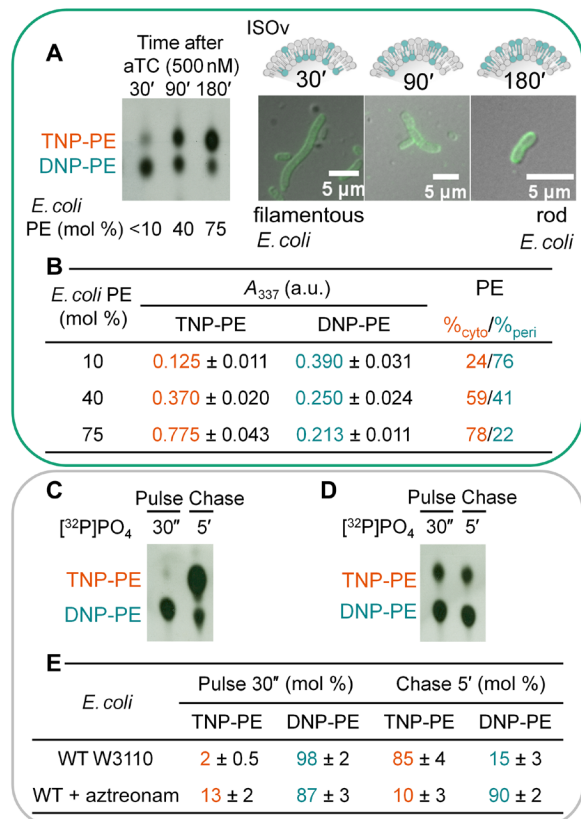 A
Time after
aTC (500 nM)
30′ 90′ 180′
TNP-PE
DNP-PE
E. coli
PE (mol %) <10 40 75
ISOv
30′ 90′ 180′
5 µm 5 µm 5 µm
filamentous rod
E. coli E. coli
B
E. coli PE (mol %) A337 (a.u.) PE
TNP-PE DNP-PE %cyto/%peri
10 0.125 ± 0.011 0.390 ± 0.031 24/76
40 0.370 ± 0.020 0.250 ± 0.024 59/41
75 0.775 ± 0.043 0.213 ± 0.011 78/22
C
Pulse Chase
[³²P]PO₄ 30″ 5′
TNP-PE
DNP-PE
D
Pulse Chase
[³²P]PO₄ 30″ 5′
TNP-PE
DNP-PE
E
E. coli Pulse 30″ (mol %) Chase 5′ (mol %)
TNP-PE DNP-PE TNP-PE DNP-PE
WT W3110 2 ± 0.5 98 ± 2 85 ± 4 15 ± 3
WT + aztreonam 13 ± 2 87 ± 3 10 ± 3 90 ± 2